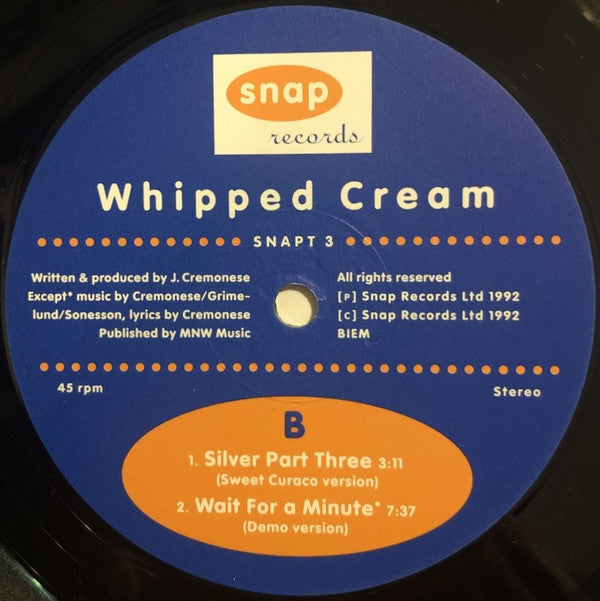 snap
records
Whipped Cream
SNAPT 3
Written & produced by J. Cremonese
Except* music by Cremonese/Grime-
lund/Sonesson, lyrics by Cremonese
Published by MNW Music
All rights reserved
[P] Snap Records Ltd 1992
[C] Snap Records Ltd 1992
BIEM
45 rpm
Stereo
B
1. Silver Part Three 3:11
(Sweet Curaco version)
2. Wait For a Minute* 7:37
(Demo version)